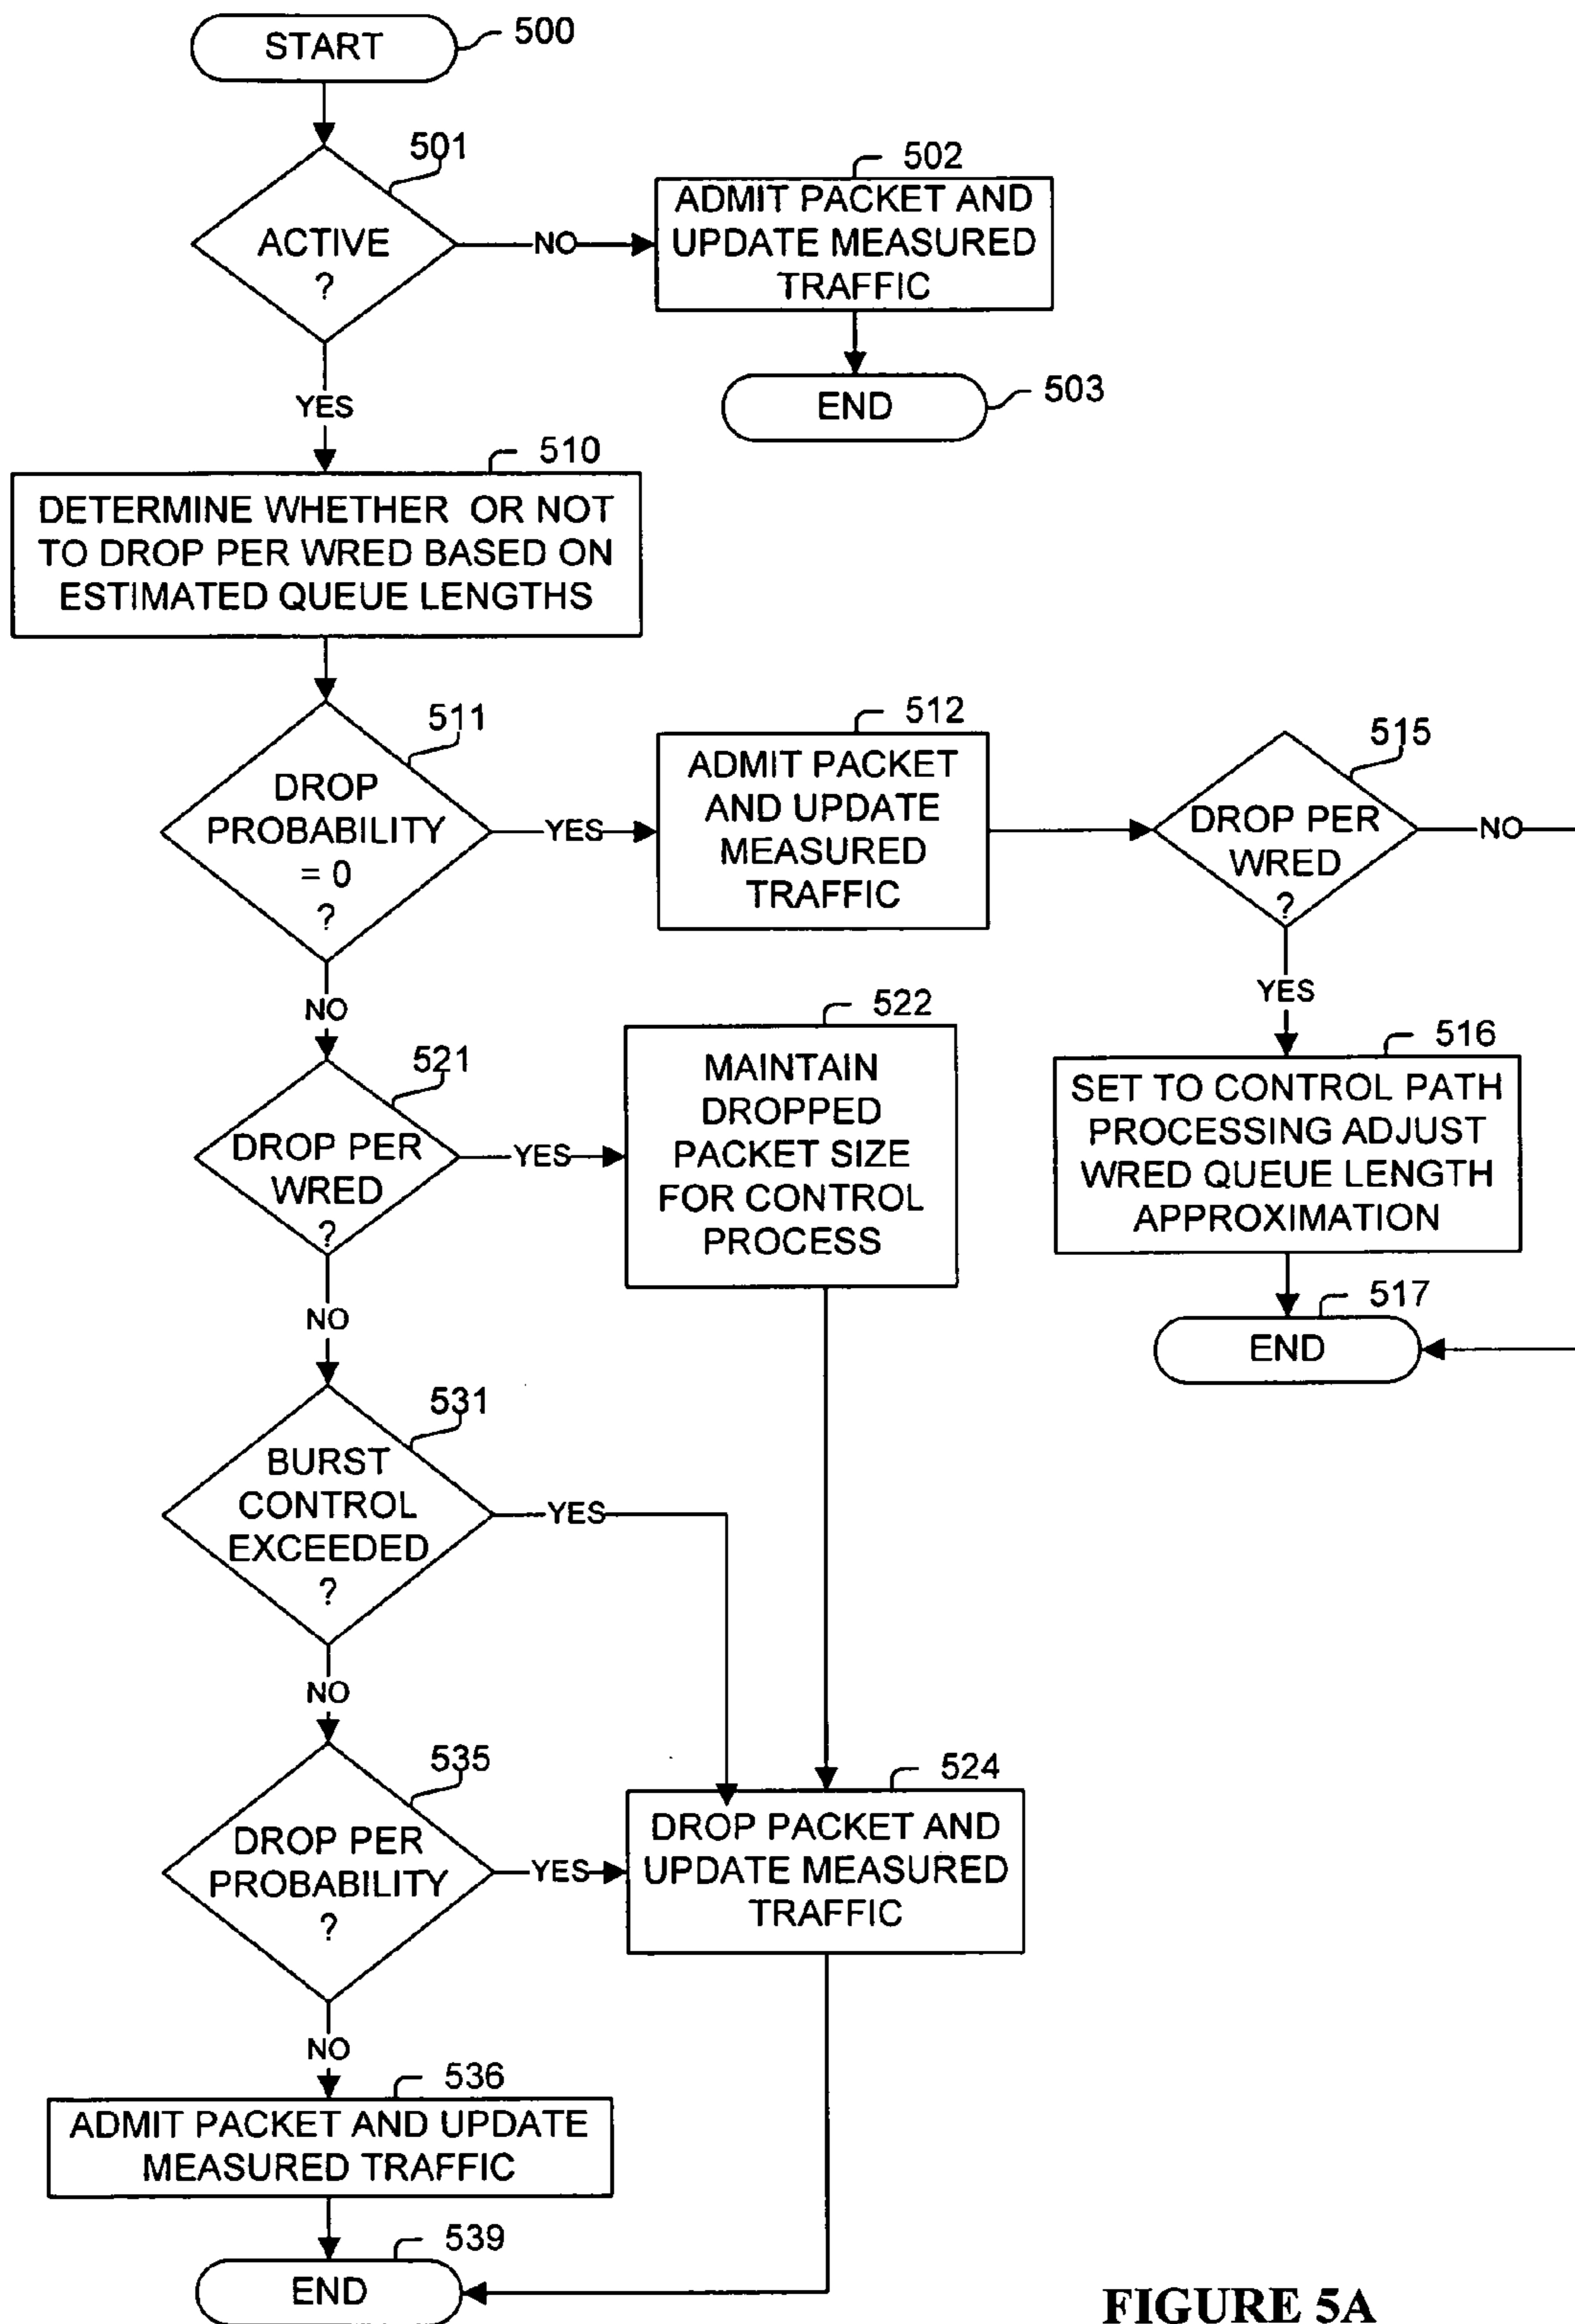 START
500
501
ACTIVE
?
NO
502
ADMIT PACKET AND
UPDATE MEASURED
TRAFFIC
END
503
YES
510
DETERMINE WHETHER OR NOT
TO DROP PER WRED BASED ON
ESTIMATED QUEUE LENGTHS
511
DROP
PROBABILITY
= 0
?
YES
512
ADMIT PACKET
AND UPDATE
MEASURED
TRAFFIC
515
DROP PER
WRED
?
NO
YES
516
SET TO CONTROL PATH
PROCESSING ADJUST
WRED QUEUE LENGTH
APPROXIMATION
517
END
NO
521
DROP PER
WRED
?
YES
522
MAINTAIN
DROPPED
PACKET SIZE
FOR CONTROL
PROCESS
NO
531
BURST
CONTROL
EXCEEDED
?
YES
NO
535
DROP PER
PROBABILITY
?
YES
524
DROP PACKET AND
UPDATE MEASURED
TRAFFIC
NO
536
ADMIT PACKET AND UPDATE
MEASURED TRAFFIC
539
END
FIGURE 5A